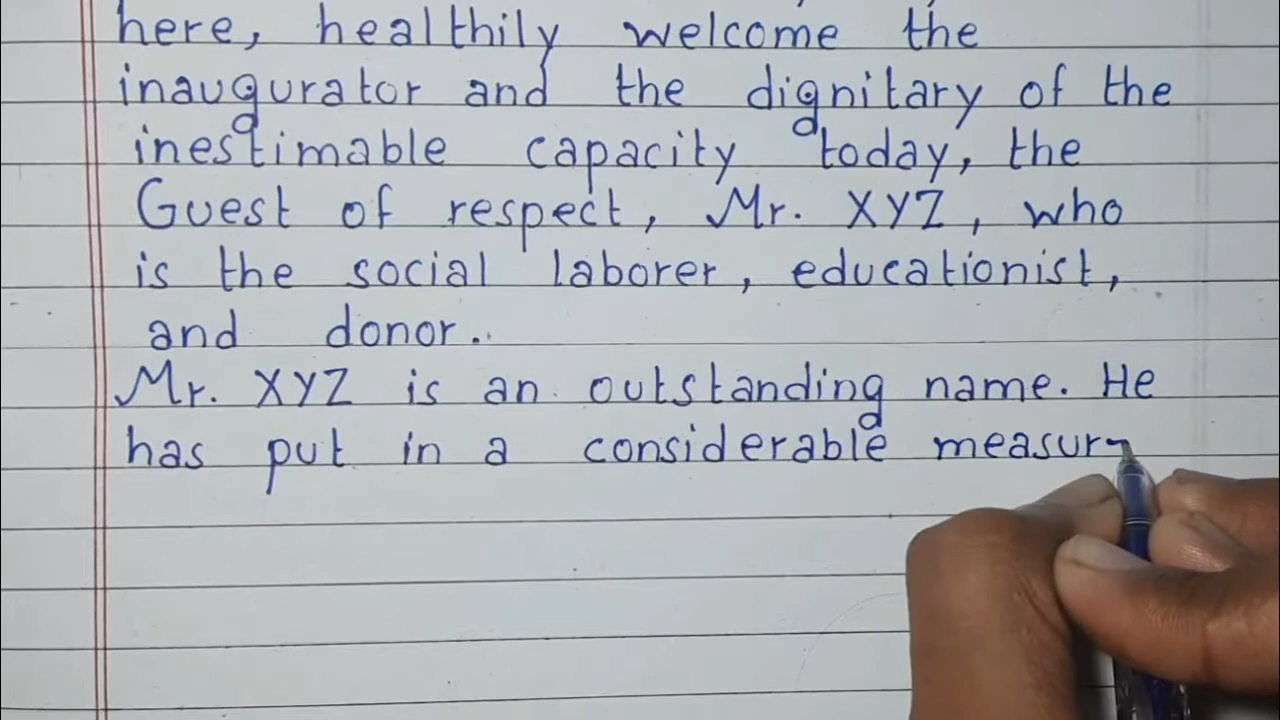 here, healthily welcome the
inaugurator and the dignitary of the
inestimable capacity today, the
Guest of respect, Mr. XYZ, who
is the social laborer, educationist,
and donor..
Mr. XYZ is an outstanding name. He
has put in a considerable measur